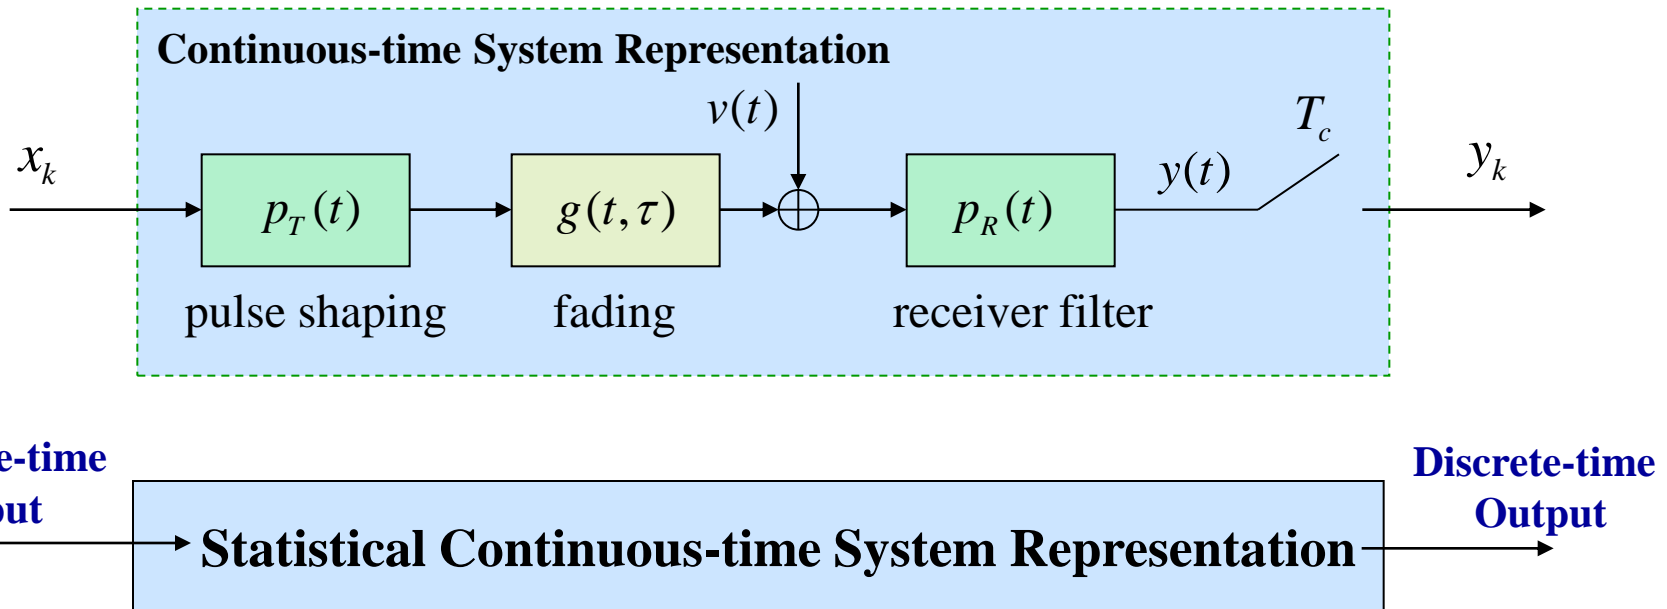 Continuous-time System Representation
v(t)
T_c
x_k
y(t)
y_k
p_T(t)
g(t,τ)
p_R(t)
pulse shaping
fading
receiver filter
e-time
Discrete-time
out
Output
Statistical Continuous-time System Representation